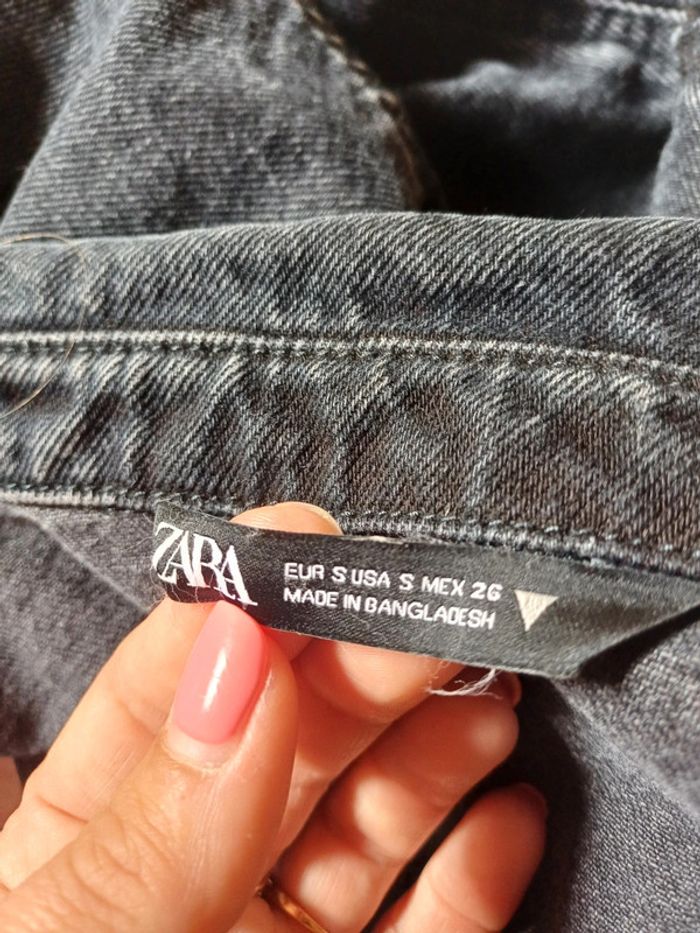 ZARA
EUR S USA S MEX 26
MADE IN BANGLADESH